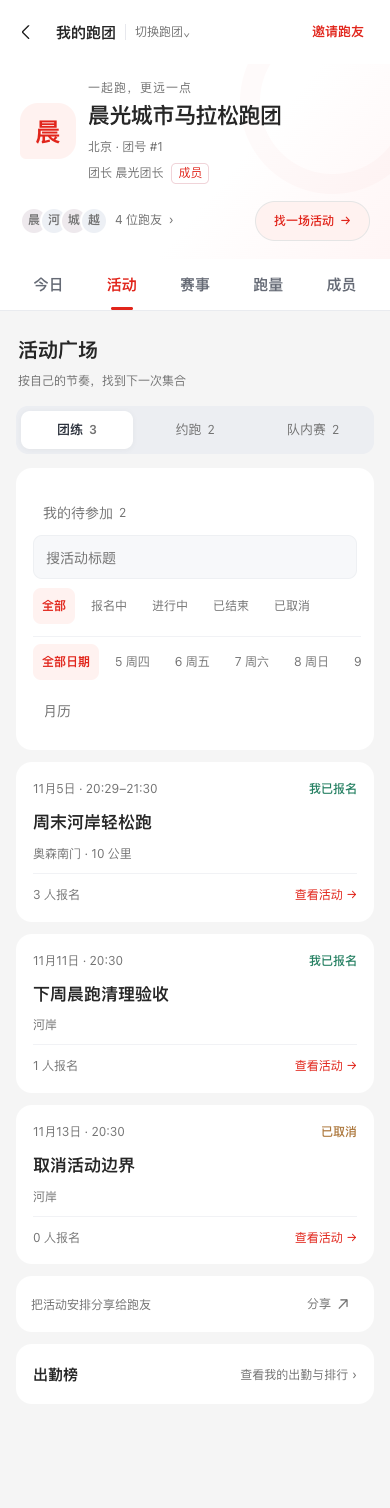 我的跑团 切换跑团⌄ 邀请跑友
一起跑，更远一点
晨 晨光城市马拉松跑团
北京 · 团号 #1
团长 晨光团长 成员
晨 河 城 越 4 位跑友 › 找一场活动 →
今日 活动 赛事 跑量 成员
活动广场
按自己的节奏，找到下一次集合
团练 3 约跑 2 队内赛 2
我的待参加 2
搜活动标题
全部 报名中 进行中 已结束 已取消
全部日期 5 周四 6 周五 7 周六 8 周日 9
月历
11月5日 · 20:29–21:30 我已报名
周末河岸轻松跑
奥森南门 · 10 公里
3 人报名 查看活动 →
11月11日 · 20:30 我已报名
下周晨跑清理验收
河岸
1 人报名 查看活动 →
11月13日 · 20:30 已取消
取消活动边界
河岸
0 人报名 查看活动 →
把活动安排分享给跑友 分享 ↗
出勤榜 查看我的出勤与排行 ›